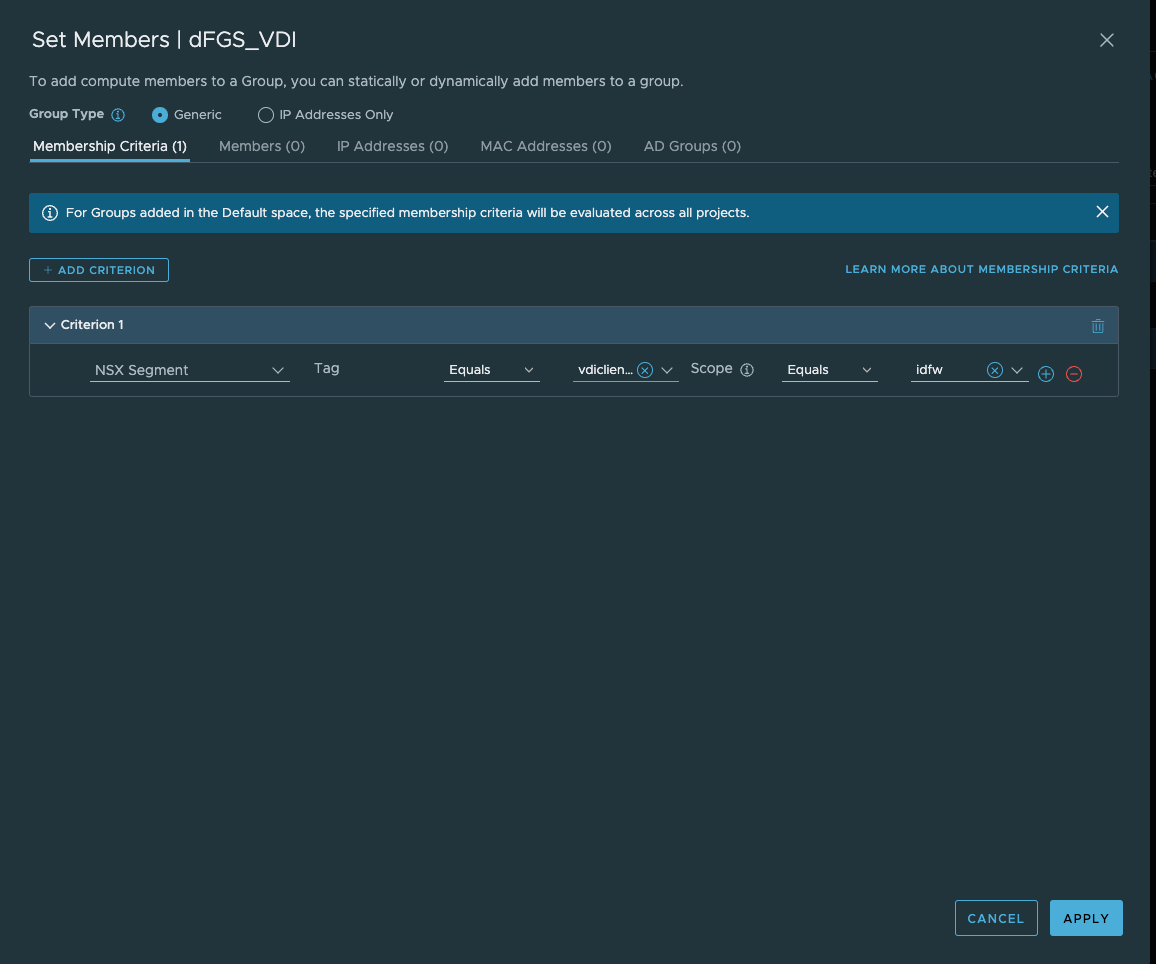 Set Members | dFGS_VDI
To add compute members to a Group, you can statically or dynamically add members to a group.
Group Type Generic IP Addresses Only
Membership Criteria (1) Members (0) IP Addresses (0) MAC Addresses (0) AD Groups (0)
For Groups added in the Default space, the specified membership criteria will be evaluated across all projects.
+ ADD CRITERION LEARN MORE ABOUT MEMBERSHIP CRITERIA
Criterion 1
NSX Segment Tag Equals vdiclien... Scope Equals idfw
CANCEL APPLY